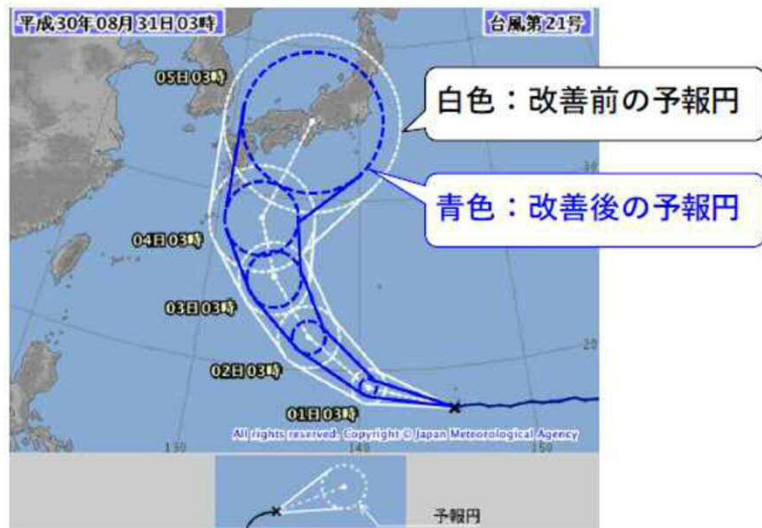 平成30年08月31日03時
台風第21号
05日03時
白色：改善前の予報円
30
青色：改善後の予報円
04日03時
03日03時
20
02日03時
01日03時
All rights reserved. Copyright © Japan Meteorological Agency
130
140
150
予報円